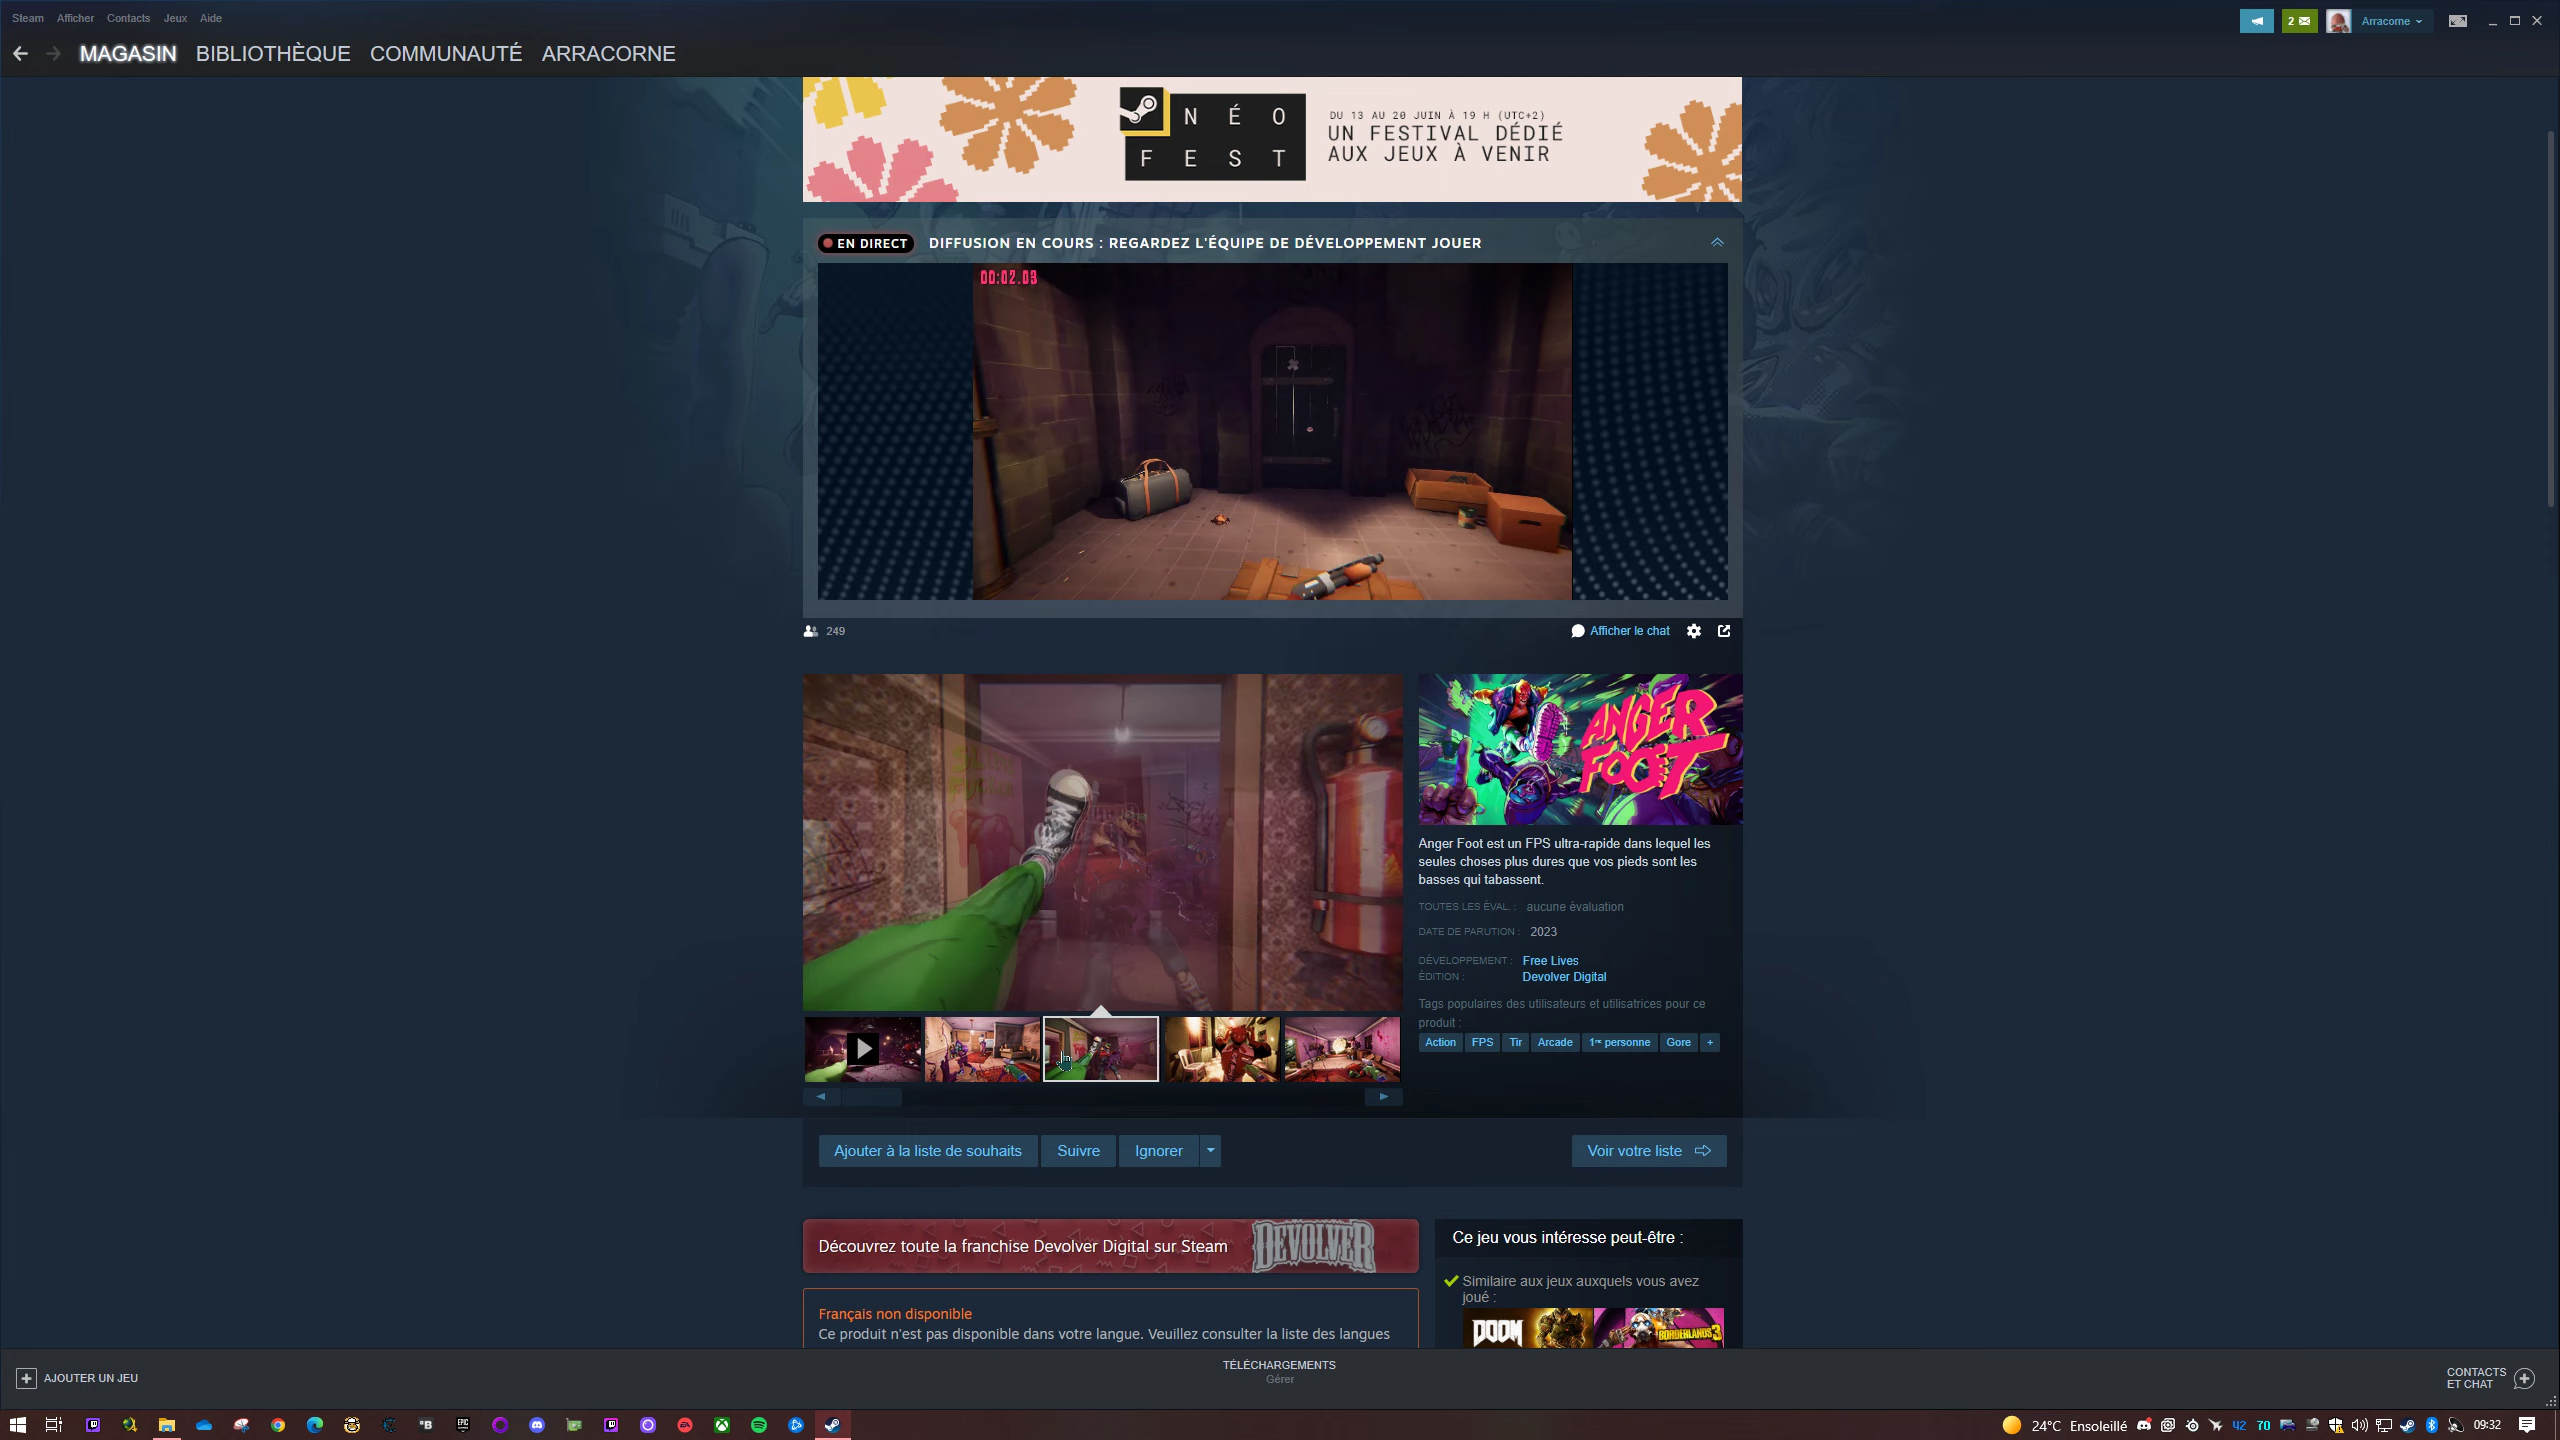 Steam Afficher Contacts Jeux Aide
2 Arracorne
MAGASIN BIBLIOTHÈQUE COMMUNAUTÉ ARRACORNE
NÉO
FEST
DU 13 AU 20 JUIN À 19 H (UTC+2)
UN FESTIVAL DÉDIÉ
AUX JEUX À VENIR
EN DIRECT DIFFUSION EN COURS : REGARDEZ L'ÉQUIPE DE DÉVELOPPEMENT JOUER
00:02.03
249 Afficher le chat
ANGER
FOOT
Anger Foot est un FPS ultra-rapide dans lequel les
seules choses plus dures que vos pieds sont les
basses qui tabassent.
TOUTES LES ÉVAL. : aucune évaluation
DATE DE PARUTION : 2023
DÉVELOPPEMENT : Free Lives
ÉDITION : Devolver Digital
Tags populaires des utilisateurs et utilisatrices pour ce
produit :
Action FPS Tir Arcade 1re personne Gore +
Ajouter à la liste de souhaits Suivre Ignorer Voir votre liste
Découvrez toute la franchise Devolver Digital sur Steam DEVOLVER
Ce jeu vous intéresse peut-être :
Similaire aux jeux auxquels vous avez
joué :
DOOM BORDERLANDS 3
Français non disponible
Ce produit n'est pas disponible dans votre langue. Veuillez consulter la liste des langues
AJOUTER UN JEU
TÉLÉCHARGEMENTS
Gérer
CONTACTS
ET CHAT
24°C Ensoleillé 42 70 09:32